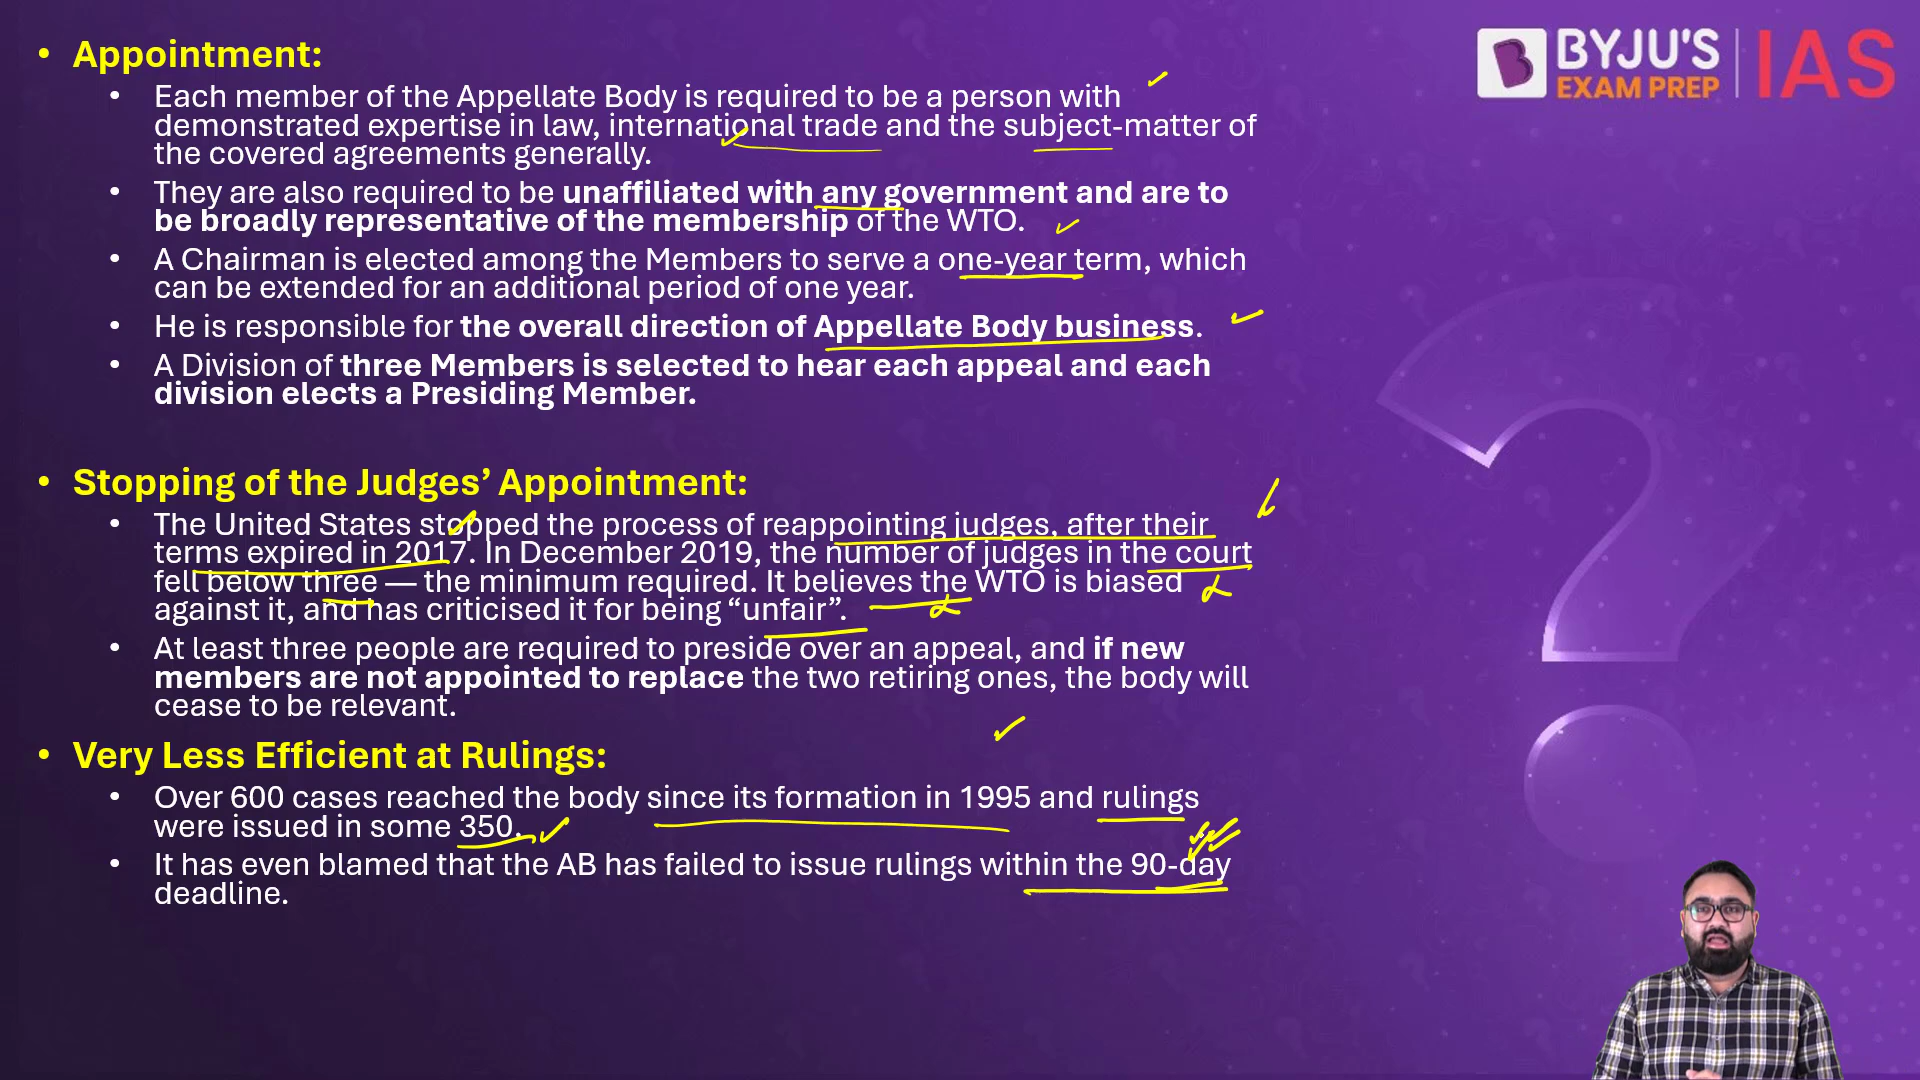 • Appointment:
• Each member of the Appellate Body is required to be a person with
demonstrated expertise in law, international trade and the subject-matter of
the covered agreements generally.
• They are also required to be unaffiliated with any government and are to
be broadly representative of the membership of the WTO.
• A Chairman is elected among the Members to serve a one-year term, which
can be extended for an additional period of one year.
• He is responsible for the overall direction of Appellate Body business.
• A Division of three Members is selected to hear each appeal and each
division elects a Presiding Member.
• Stopping of the Judges’ Appointment:
• The United States stopped the process of reappointing judges, after their
terms expired in 2017. In December 2019, the number of judges in the court
fell below three — the minimum required. It believes the WTO is biased
against it, and has criticised it for being “unfair”.
• At least three people are required to preside over an appeal, and if new
members are not appointed to replace the two retiring ones, the body will
cease to be relevant.
• Very Less Efficient at Rulings:
• Over 600 cases reached the body since its formation in 1995 and rulings
were issued in some 350.
• It has even blamed that the AB has failed to issue rulings within the 90-day
deadline.
BYJU'S
EXAM PREP
IAS